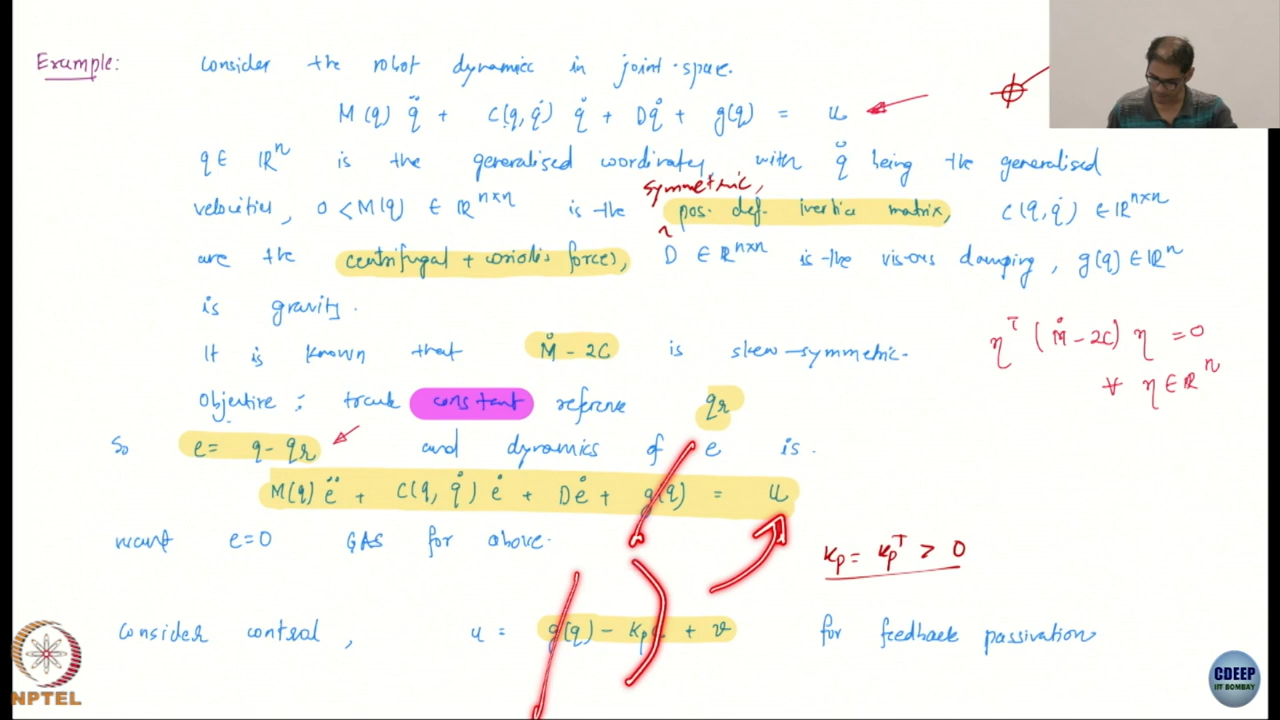 Example: Consider the robot dynamics in joint-space.
M(q) q̈ + C(q, q̇) q̇ + Dq̇ + g(q) = u
q ∈ ℝⁿ is the generalised coordinates, with q̇ being the generalised
symmetric,
velocities, 0 < M(q) ∈ ℝⁿˣⁿ is the pos. def. inertia matrix, C(q, q̇) ∈ ℝⁿˣⁿ
are the centrifugal + coriolis forces, D ∈ ℝⁿˣⁿ is the viscous damping, g(q) ∈ ℝⁿ
is gravity.
It is known that Ṁ - 2C is skew-symmetric.
ηᵀ (Ṁ - 2C) η = 0
∀ η ∈ ℝⁿ
Objective: track constant reference qᵣ
So e = q - qᵣ and dynamics of e is.
M(q) ë + C(q, q̇) ė + Dė + g(q) = u
want e=0 GAS for above.
Kp = Kpᵀ > 0
Consider control, u = g(q) - Kp e + v for feedback passivation
NPTEL
CDEEP
IIT BOMBAY